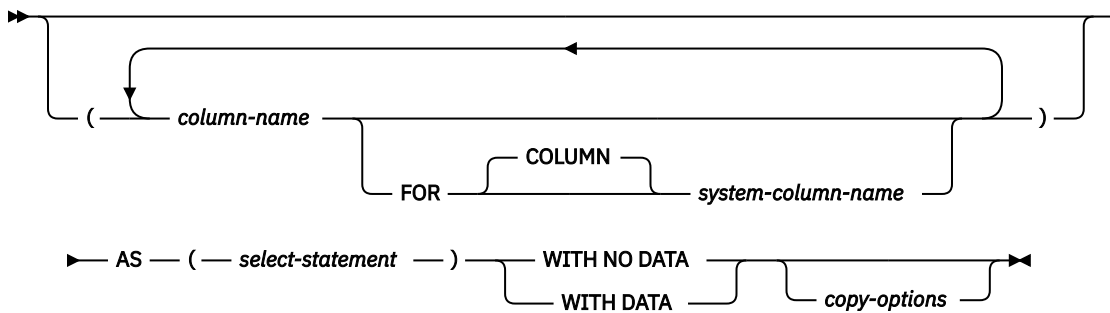 ( column-name )
COLUMN
FOR system-column-name
AS ( select-statement ) WITH NO DATA
WITH DATA copy-options